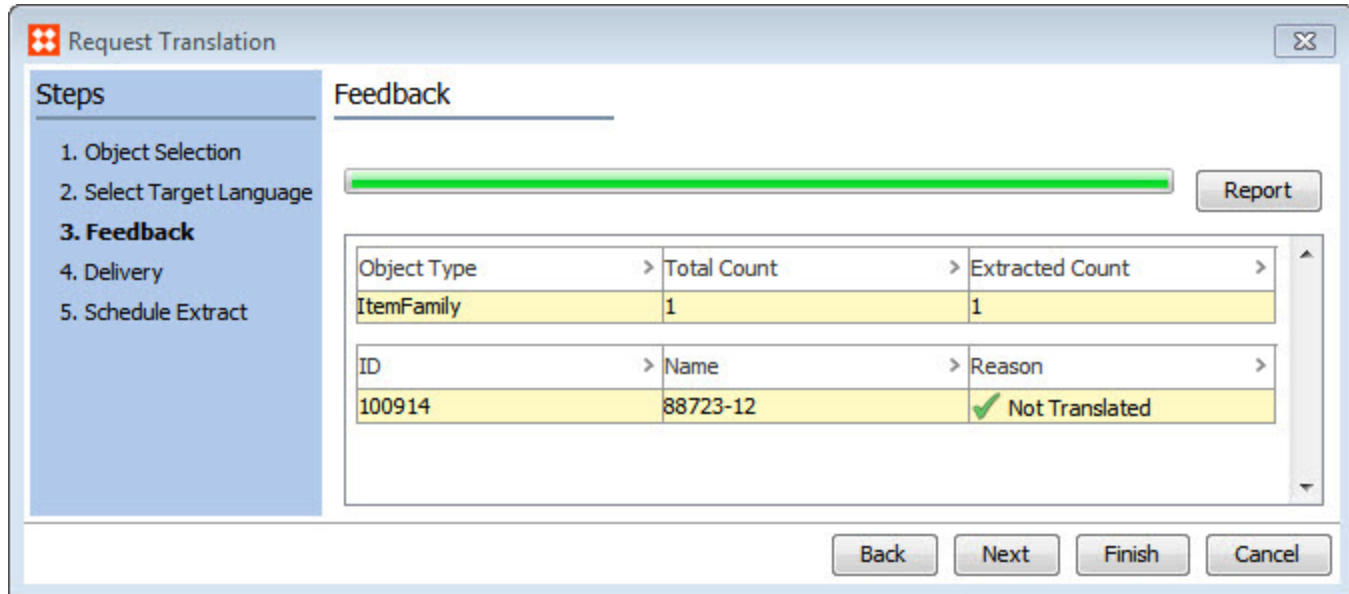 Request Translation
Steps
1. Object Selection
2. Select Target Language
3. Feedback
4. Delivery
5. Schedule Extract
Feedback
Report
Object Type > Total Count > Extracted Count >
ItemFamily 1 1
ID > Name > Reason >
100914 88723-12 Not Translated
Back Next Finish Cancel